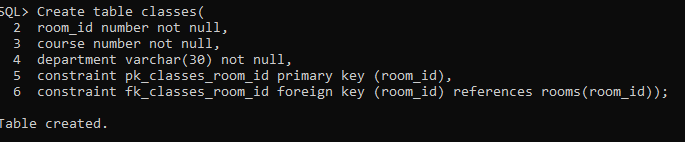 SQL> Create table classes(
2 room_id number not null,
3 course number not null,
4 department varchar(30) not null,
5 constraint pk_classes_room_id primary key (room_id),
6 constraint fk_classes_room_id foreign key (room_id) references rooms(room_id));
Table created.